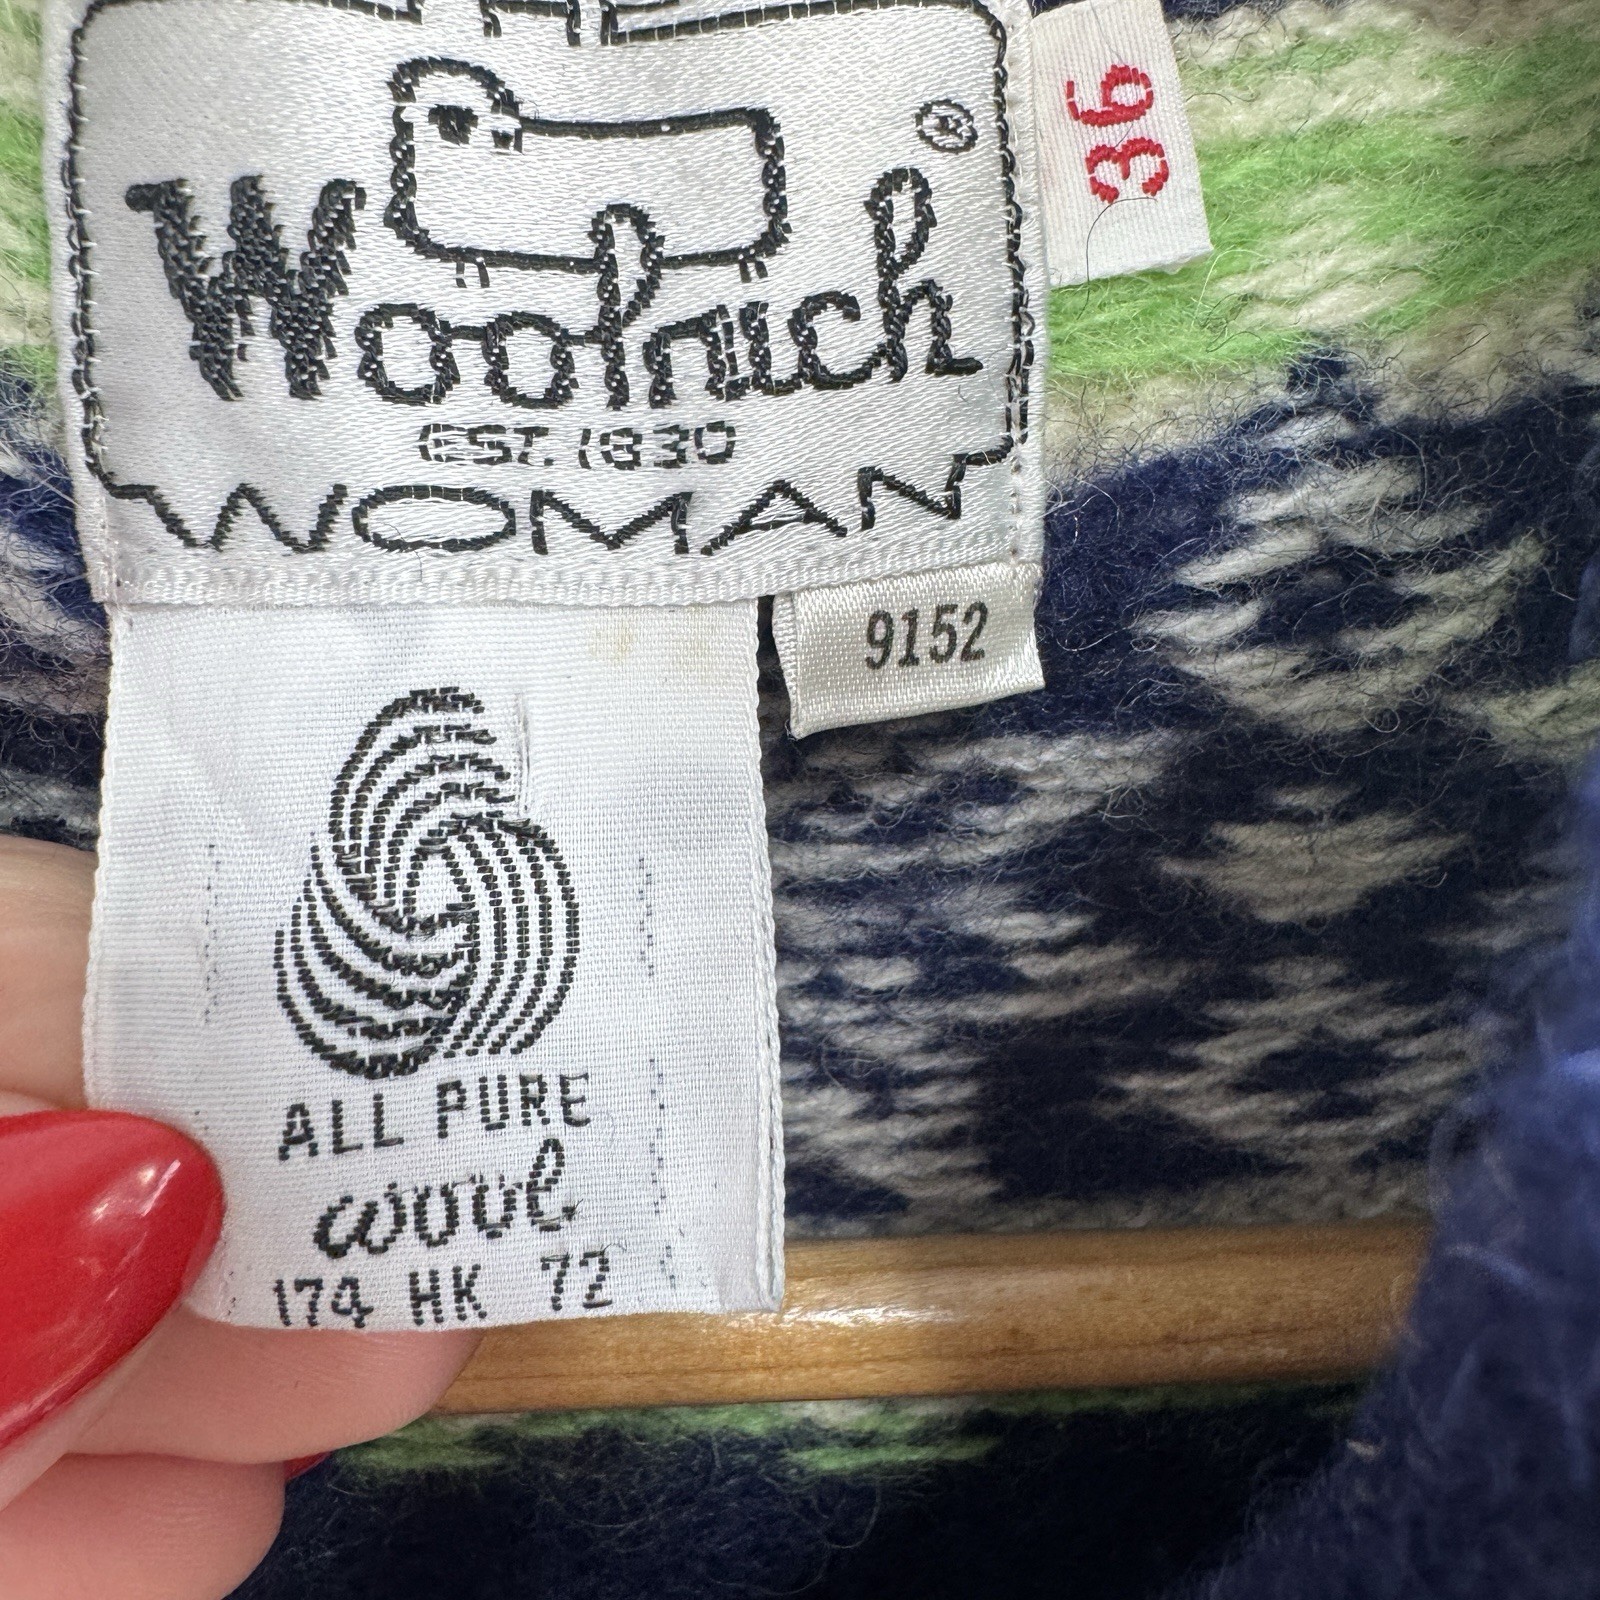 Woolrich ®
EST. 1830
WOMAN
36
9152
ALL PURE
wool
174 HK 72